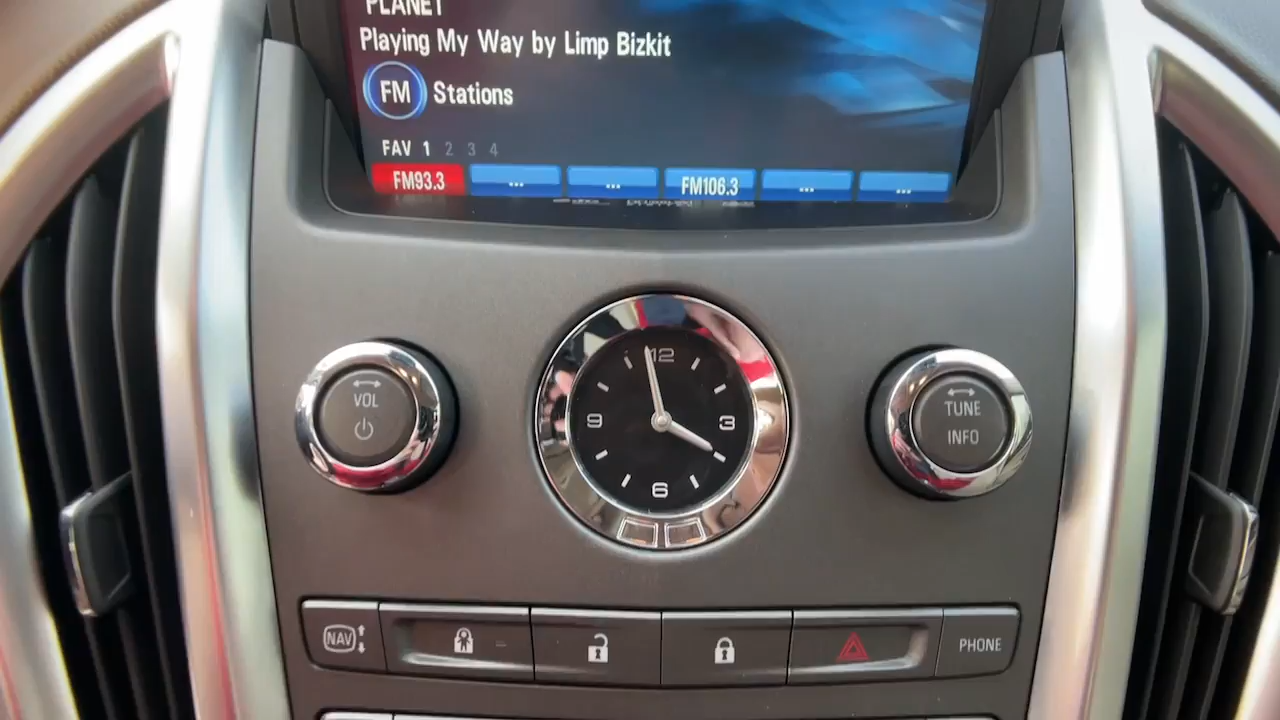 PLANET
Playing My Way by Limp Bizkit
FM Stations
FAV 1 2 3 4
FM93.3 ... ... FM106.3 ... ...
12
9 3
6
VOL
TUNE
INFO
NAV
PHONE